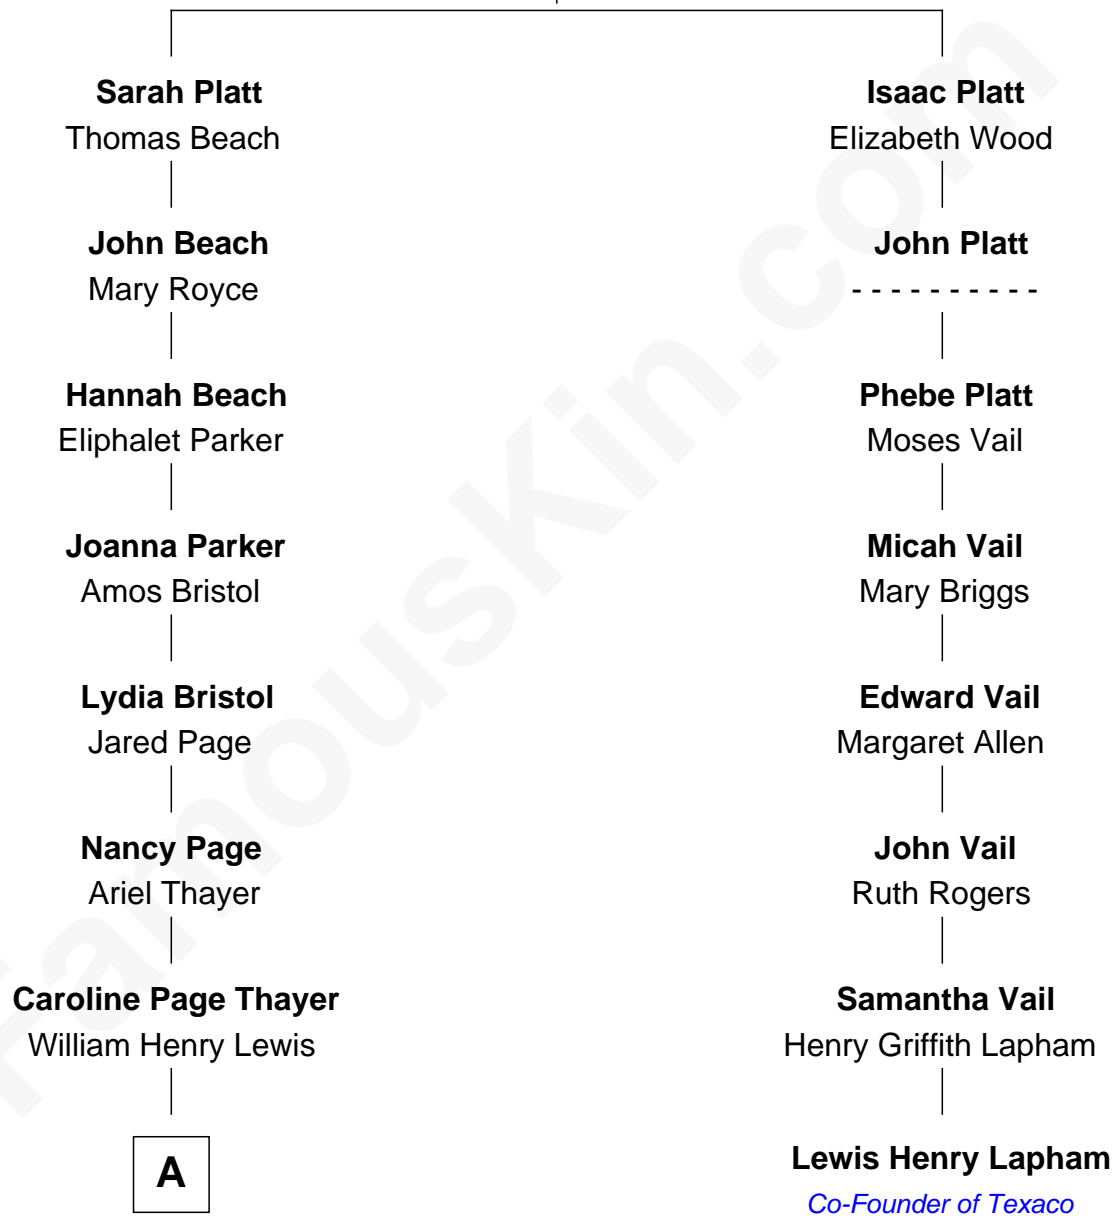 Sarah Platt
Thomas Beach
John Beach
Mary Royce
Hannah Beach
Eliphalet Parker
Joanna Parker
Amos Bristol
Lydia Bristol
Jared Page
Nancy Page
Ariel Thayer
Caroline Page Thayer
William Henry Lewis
A
Isaac Platt
Elizabeth Wood
John Platt
- - - - - - - - - -
Phebe Platt
Moses Vail
Micah Vail
Mary Briggs
Edward Vail
Margaret Allen
John Vail
Ruth Rogers
Samantha Vail
Henry Griffith Lapham
Lewis Henry Lapham
Co-Founder of Texaco
FamousKin.com